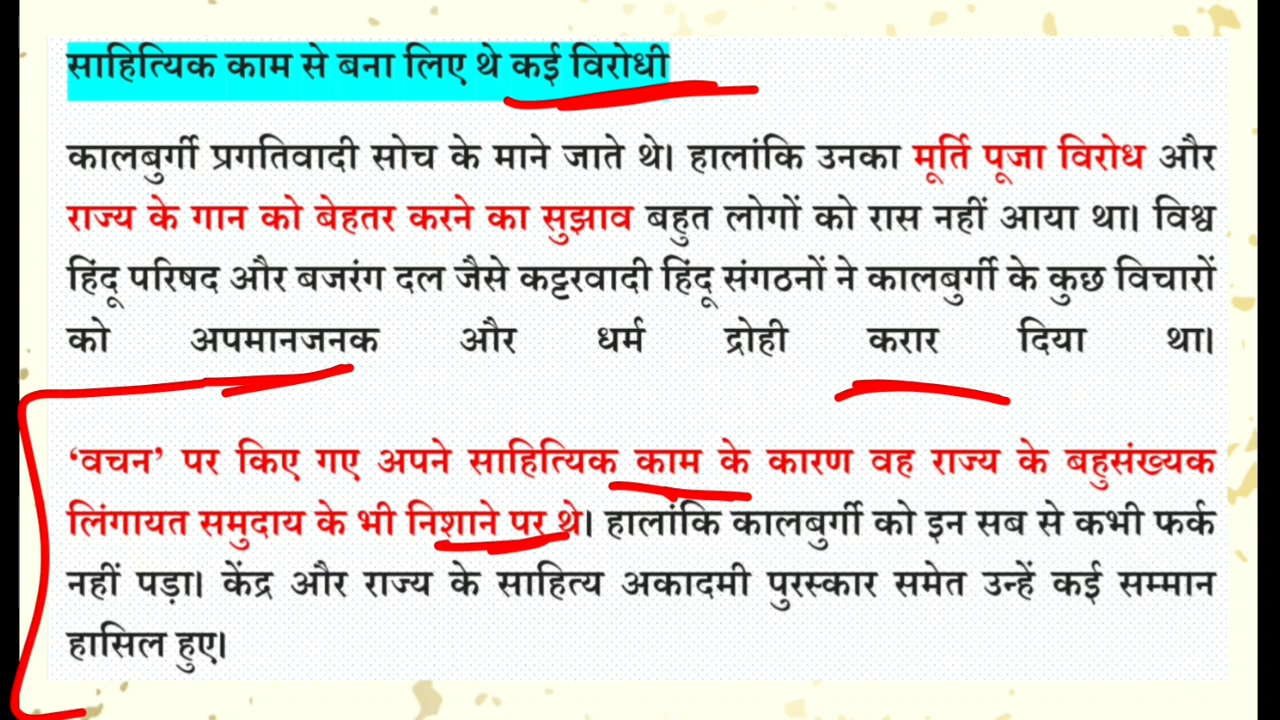 साहित्यिक काम से बना लिए थे कई विरोधी
कालबुर्गी प्रगतिवादी सोच के माने जाते थे। हालांकि उनका मूर्ति पूजा विरोध और
राज्य के गान को बेहतर करने का सुझाव बहुत लोगों को रास नहीं आया था। विश्व
हिंदू परिषद और बजरंग दल जैसे कट्टरवादी हिंदू संगठनों ने कालबुर्गी के कुछ विचारों
को अपमानजनक और धर्म द्रोही करार दिया था।
‘वचन’ पर किए गए अपने साहित्यिक काम के कारण वह राज्य के बहुसंख्यक
लिंगायत समुदाय के भी निशाने पर थे। हालांकि कालबुर्गी को इन सब से कभी फर्क
नहीं पड़ा। केंद्र और राज्य के साहित्य अकादमी पुरस्कार समेत उन्हें कई सम्मान
हासिल हुए।